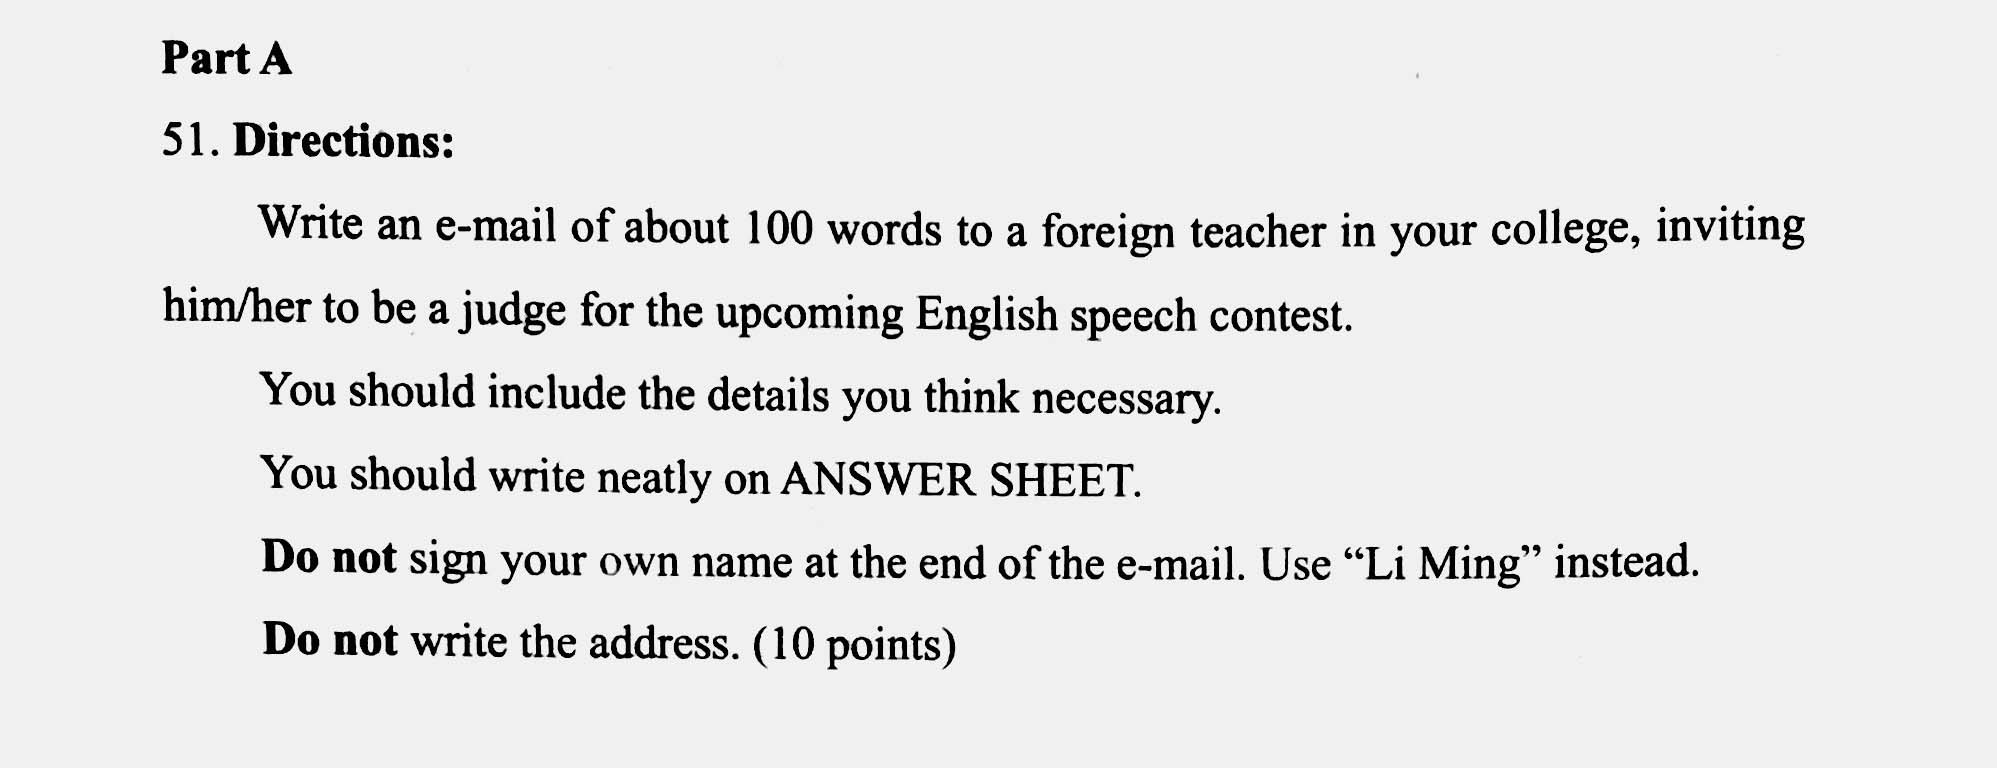 Part A
51. Directions:
Write an e-mail of about 100 words to a foreign teacher in your college, inviting
him/her to be a judge for the upcoming English speech contest.
You should include the details you think necessary.
You should write neatly on ANSWER SHEET.
Do not sign your own name at the end of the e-mail. Use “Li Ming” instead.
Do not write the address. (10 points)